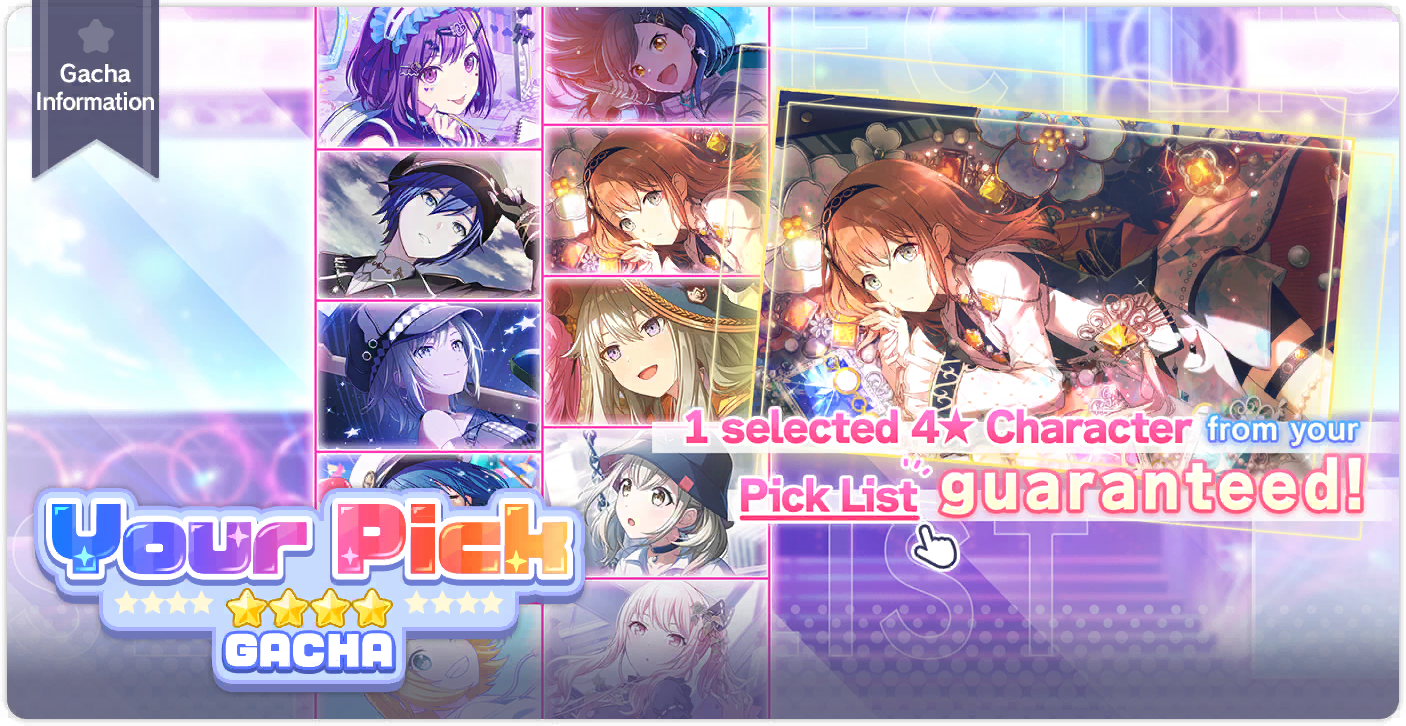 Gacha
Information
1 selected 4★ Character from your
Pick List guaranteed!
Your Pick
★★★★ ★★★★ ★★★★
GACHA